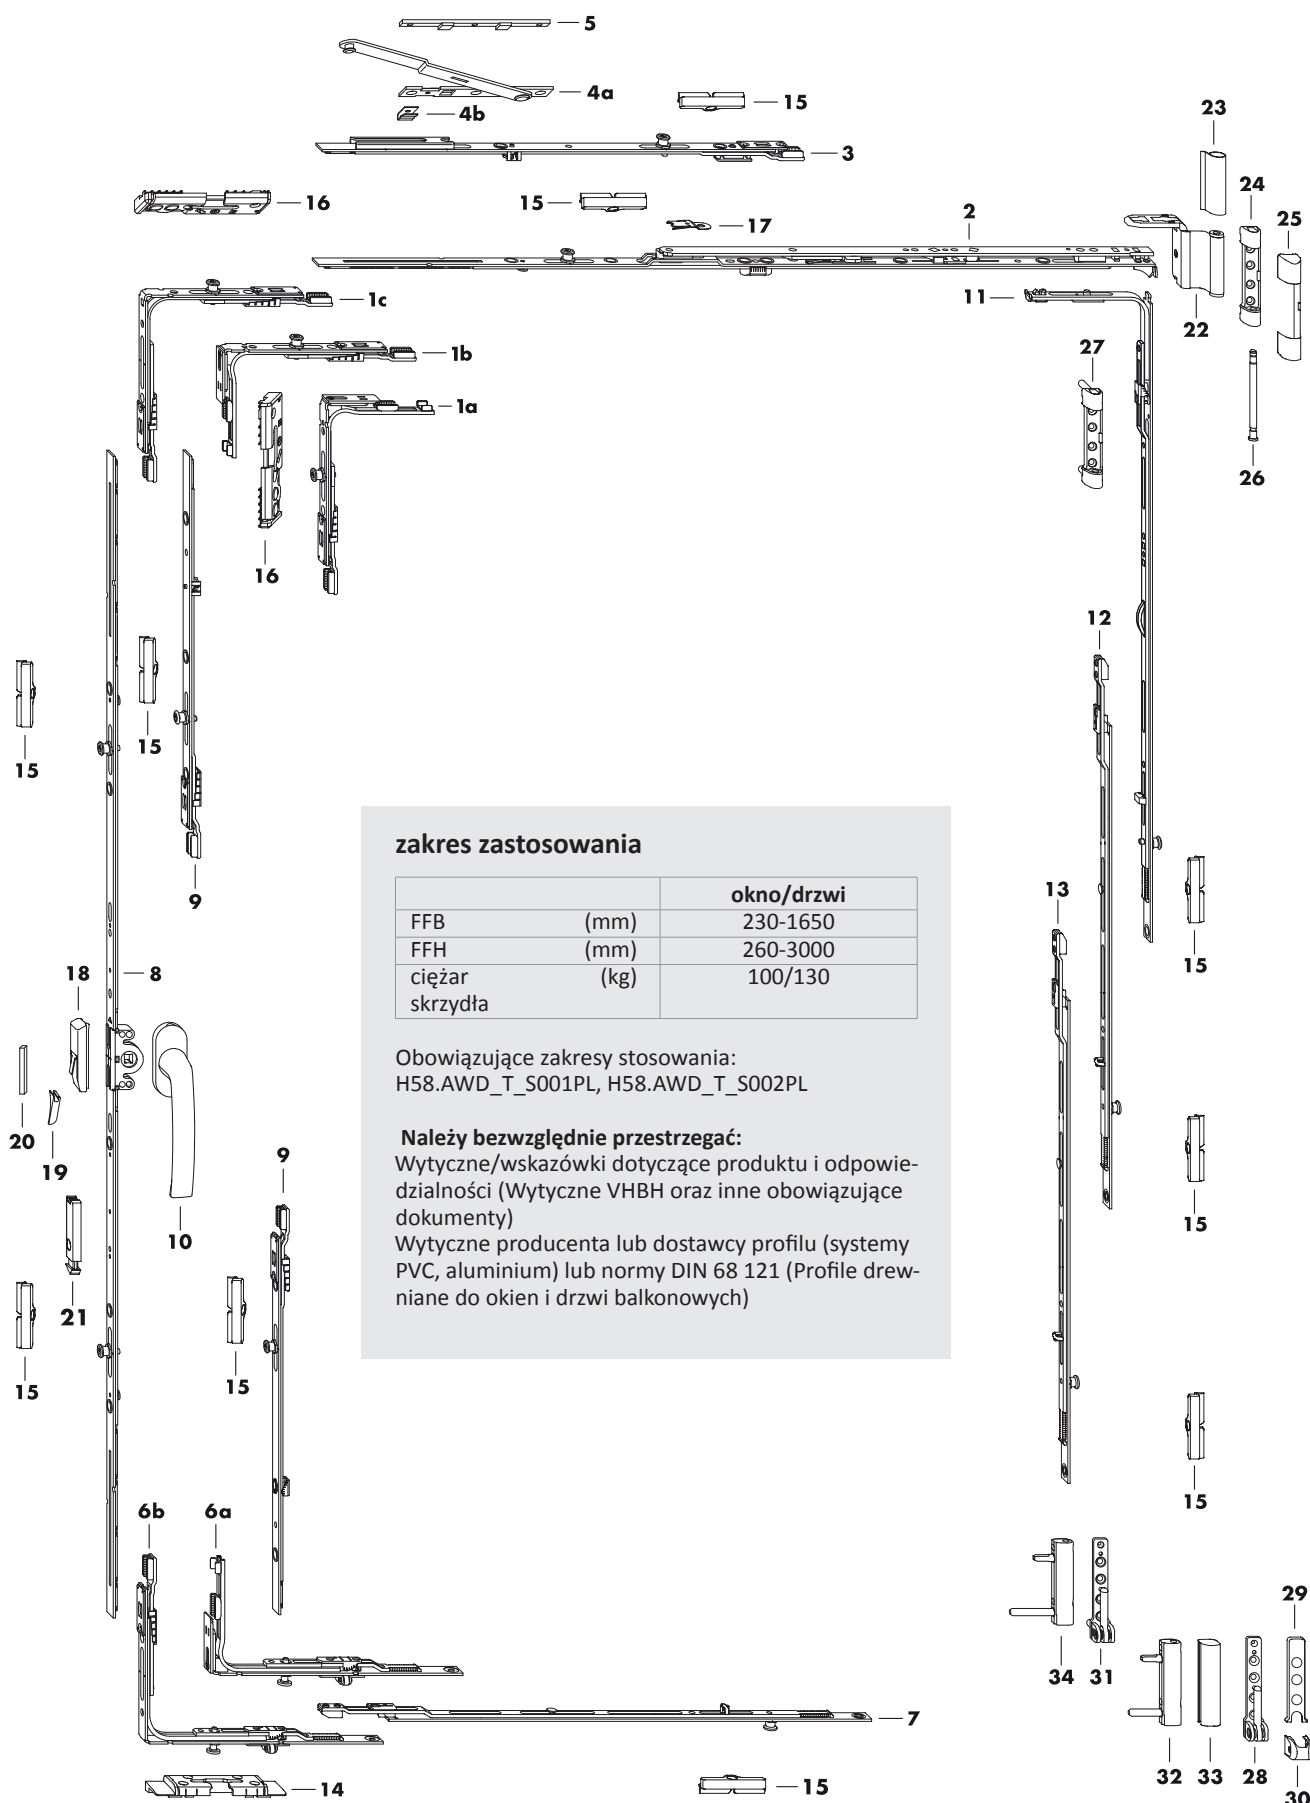 5
4a
15
4b
23
3
24
16
15
2
25
17
1c
11
22
1b
27
1a
26
16
12
15
15
9
13
zakres zastosowania
okno/drzwi
FFB (mm) 230-1650
FFH (mm) 260-3000
ciężar (kg) 100/130
skrzydła
15
18
8
Obowiązujące zakresy stosowania:
H58.AWD_T_S001PL, H58.AWD_T_S002PL
Należy bezwzględnie przestrzegać:
Wytyczne/wskazówki dotyczące produktu i odpowie-
dzialności (Wytyczne VHBH oraz inne obowiązujące
dokumenty)
Wytyczne producenta lub dostawcy profilu (systemy
PVC, aluminium) lub normy DIN 68 121 (Profile drew-
niane do okien i drzwi balkonowych)
20
19
9
15
10
21
15
15
15
6b
6a
29
34
31
7
32
33
28
30
14
15